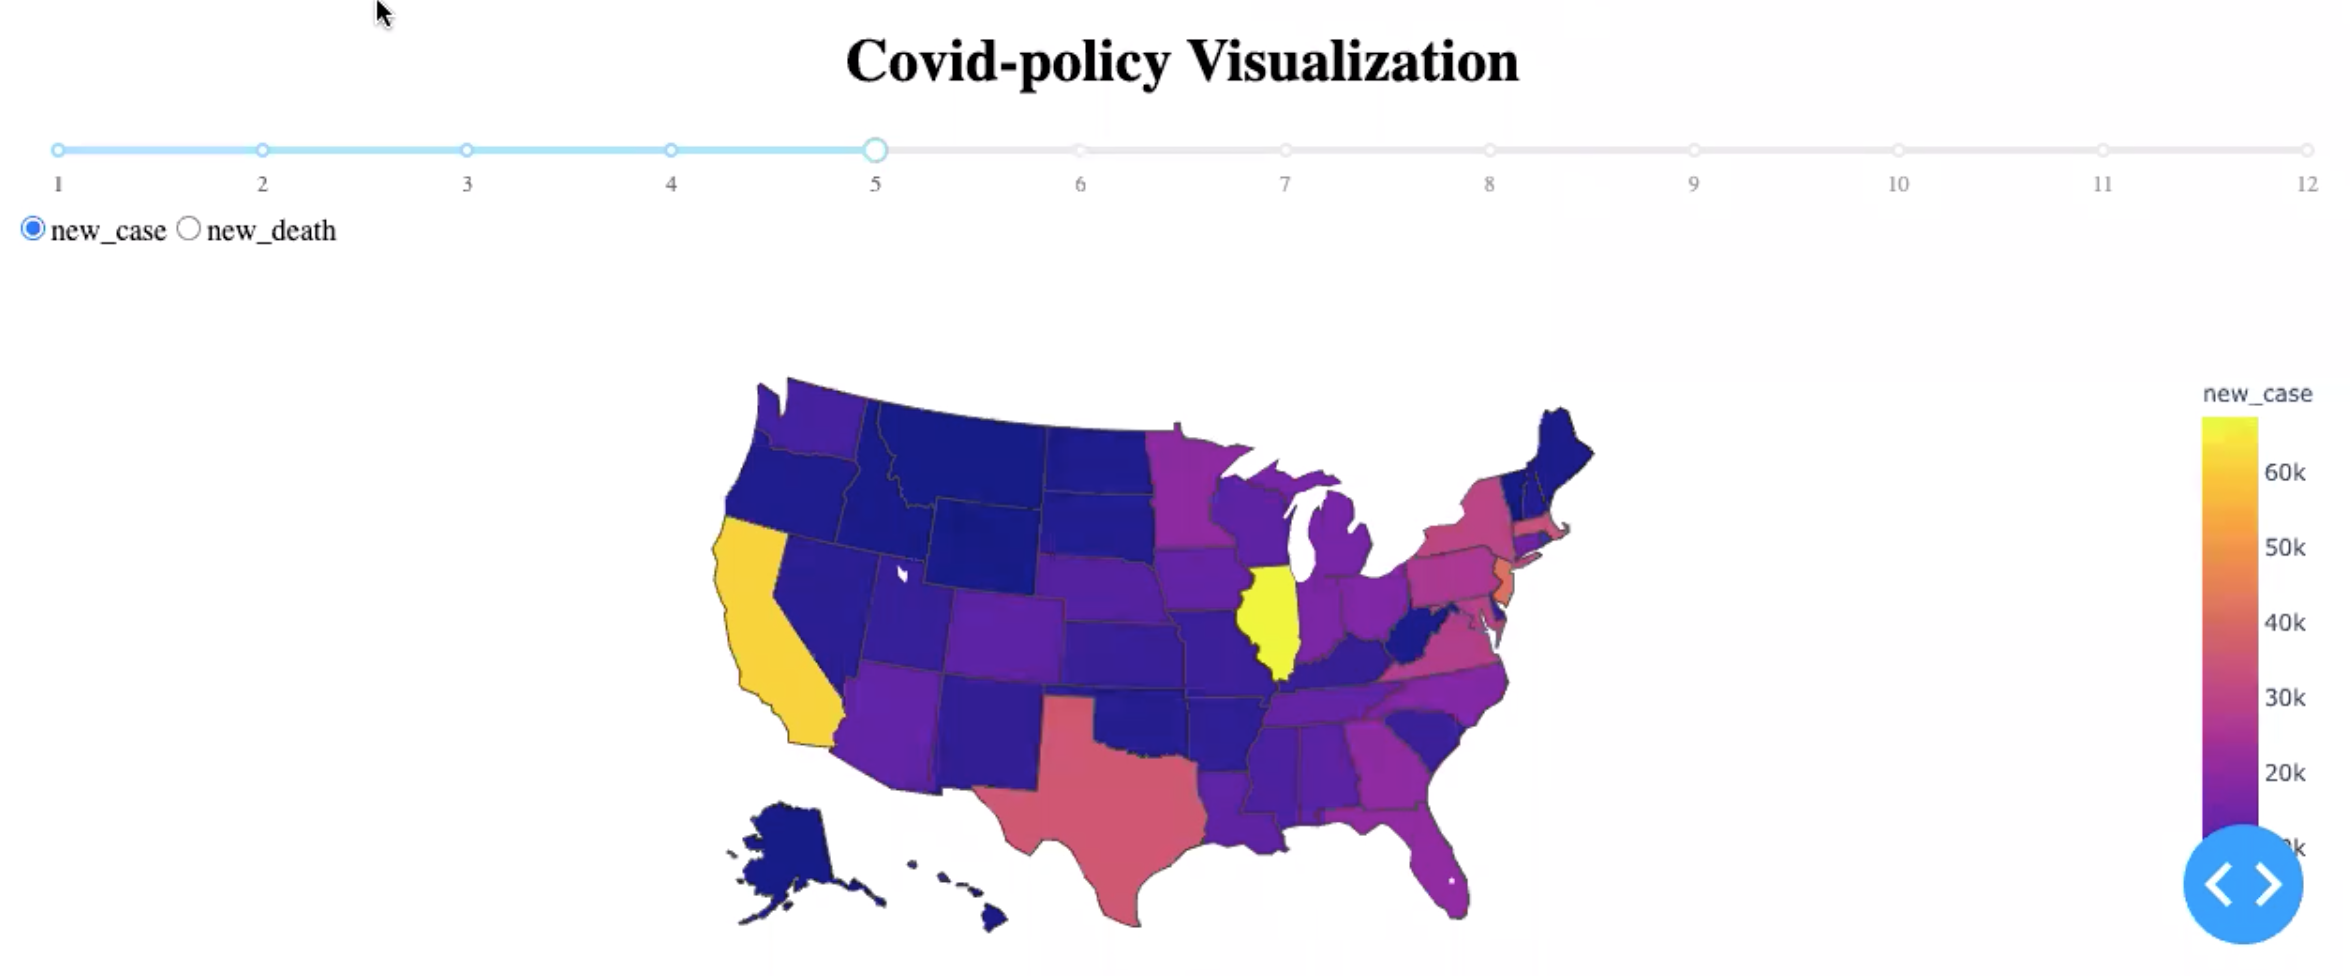 Covid-policy Visualization
1 2 3 4 5 6 7 8 9 10 11 12
new_case new_death
new_case
60k
50k
40k
30k
20k